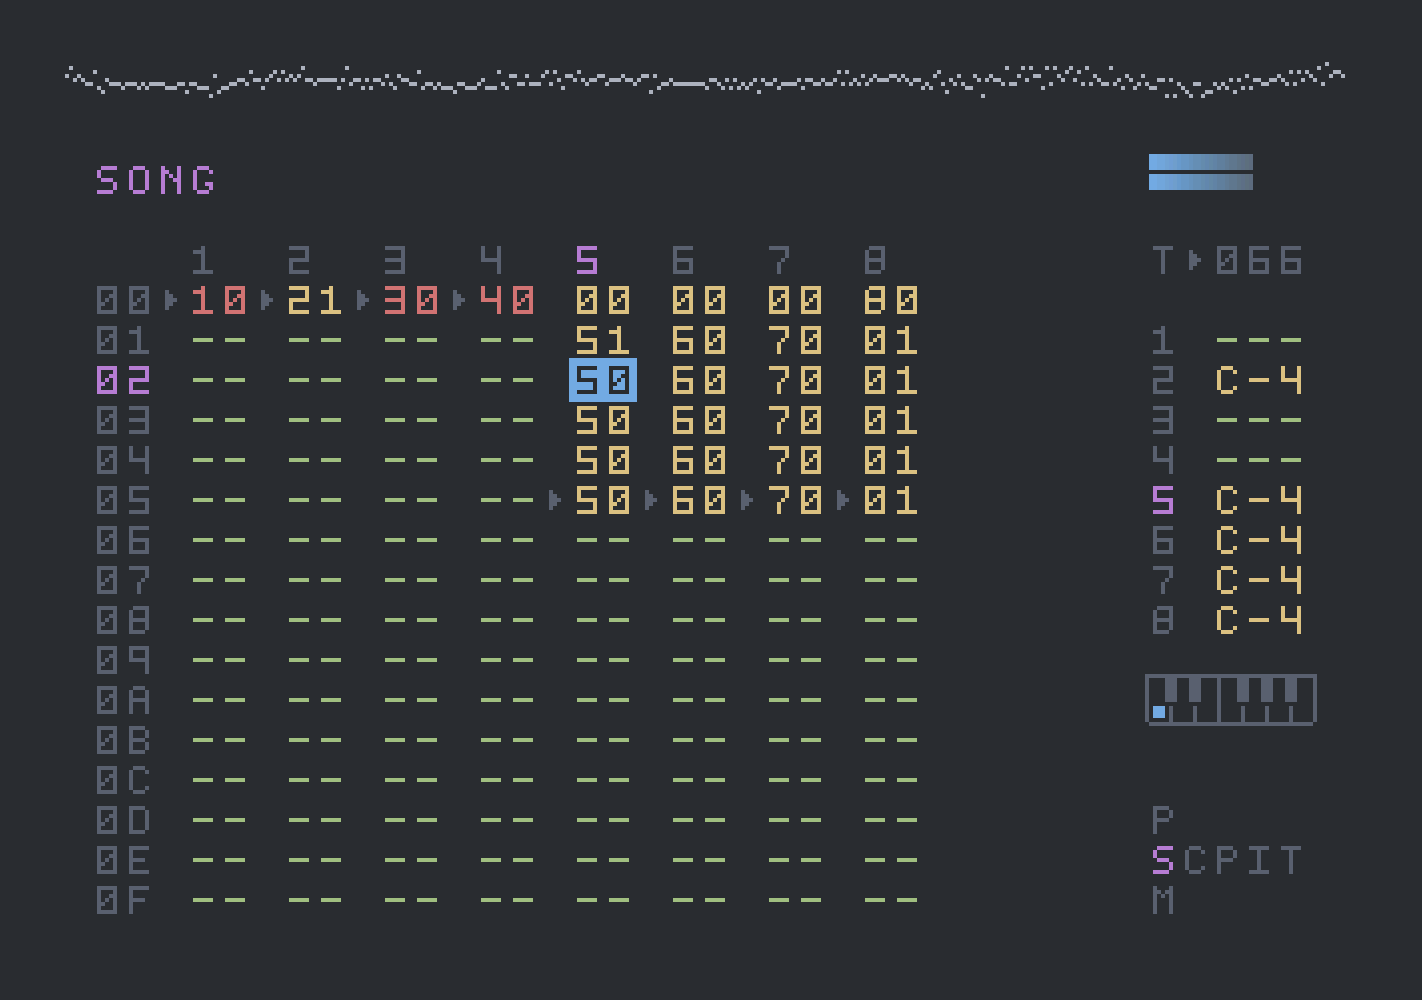 SONG
1 2 3 4 5 6 7 8 T 066
00 10 21 30 40 00 00 00 80
01 -- -- -- -- 51 60 70 01 1 ---
02 -- -- -- -- 50 60 70 01 2 C-4
03 -- -- -- -- 50 60 70 01 3 ---
04 -- -- -- -- 50 60 70 01 4 ---
05 -- -- -- -- 50 60 70 01 5 C-4
06 -- -- -- -- -- -- -- -- 6 C-4
07 -- -- -- -- -- -- -- -- 7 C-4
08 -- -- -- -- -- -- -- -- 8 C-4
09 -- -- -- -- -- -- -- --
0A -- -- -- -- -- -- -- --
0B -- -- -- -- -- -- -- --
0C -- -- -- -- -- -- -- --
0D -- -- -- -- -- -- -- -- P
0E -- -- -- -- -- -- -- -- SCPIT
0F -- -- -- -- -- -- -- -- M